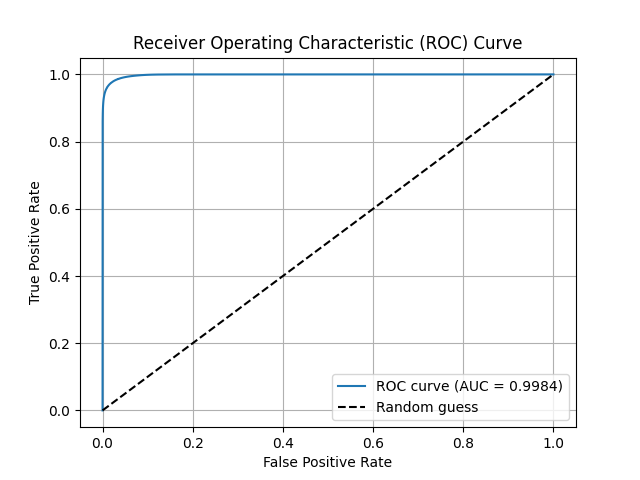 Receiver Operating Characteristic (ROC) Curve
1.0
0.8
0.6
0.4
0.2
0.0
True Positive Rate
ROC curve (AUC = 0.9984)
Random guess
0.0 0.2 0.4 0.6 0.8 1.0
False Positive Rate